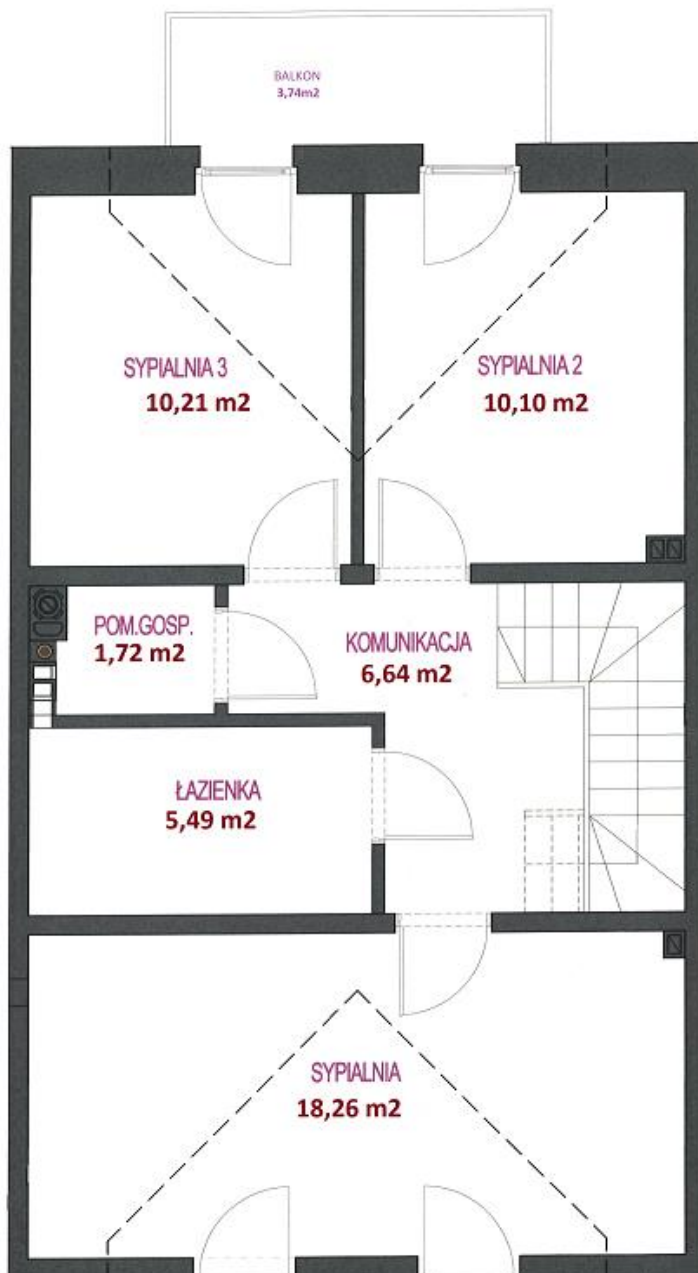 BALKON
3,74m2
SYPIALNIA 3
10,21 m2
SYPIALNIA 2
10,10 m2
POM.GOSP.
1,72 m2
KOMUNIKACJA
6,64 m2
ŁAZIENKA
5,49 m2
SYPIALNIA
18,26 m2